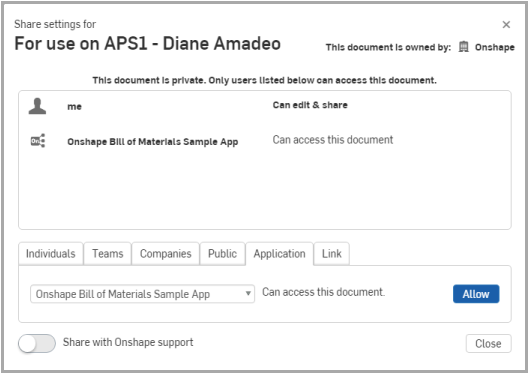 Share settings for
×
For use on APS1 - Diane Amadeo
This document is owned by: Onshape
This document is private. Only users listed below can access this document.
me Can edit & share
On Onshape Bill of Materials Sample App Can access this document
Individuals Teams Companies Public Application Link
Onshape Bill of Materials Sample App Can access this document. Allow
Share with Onshape support Close